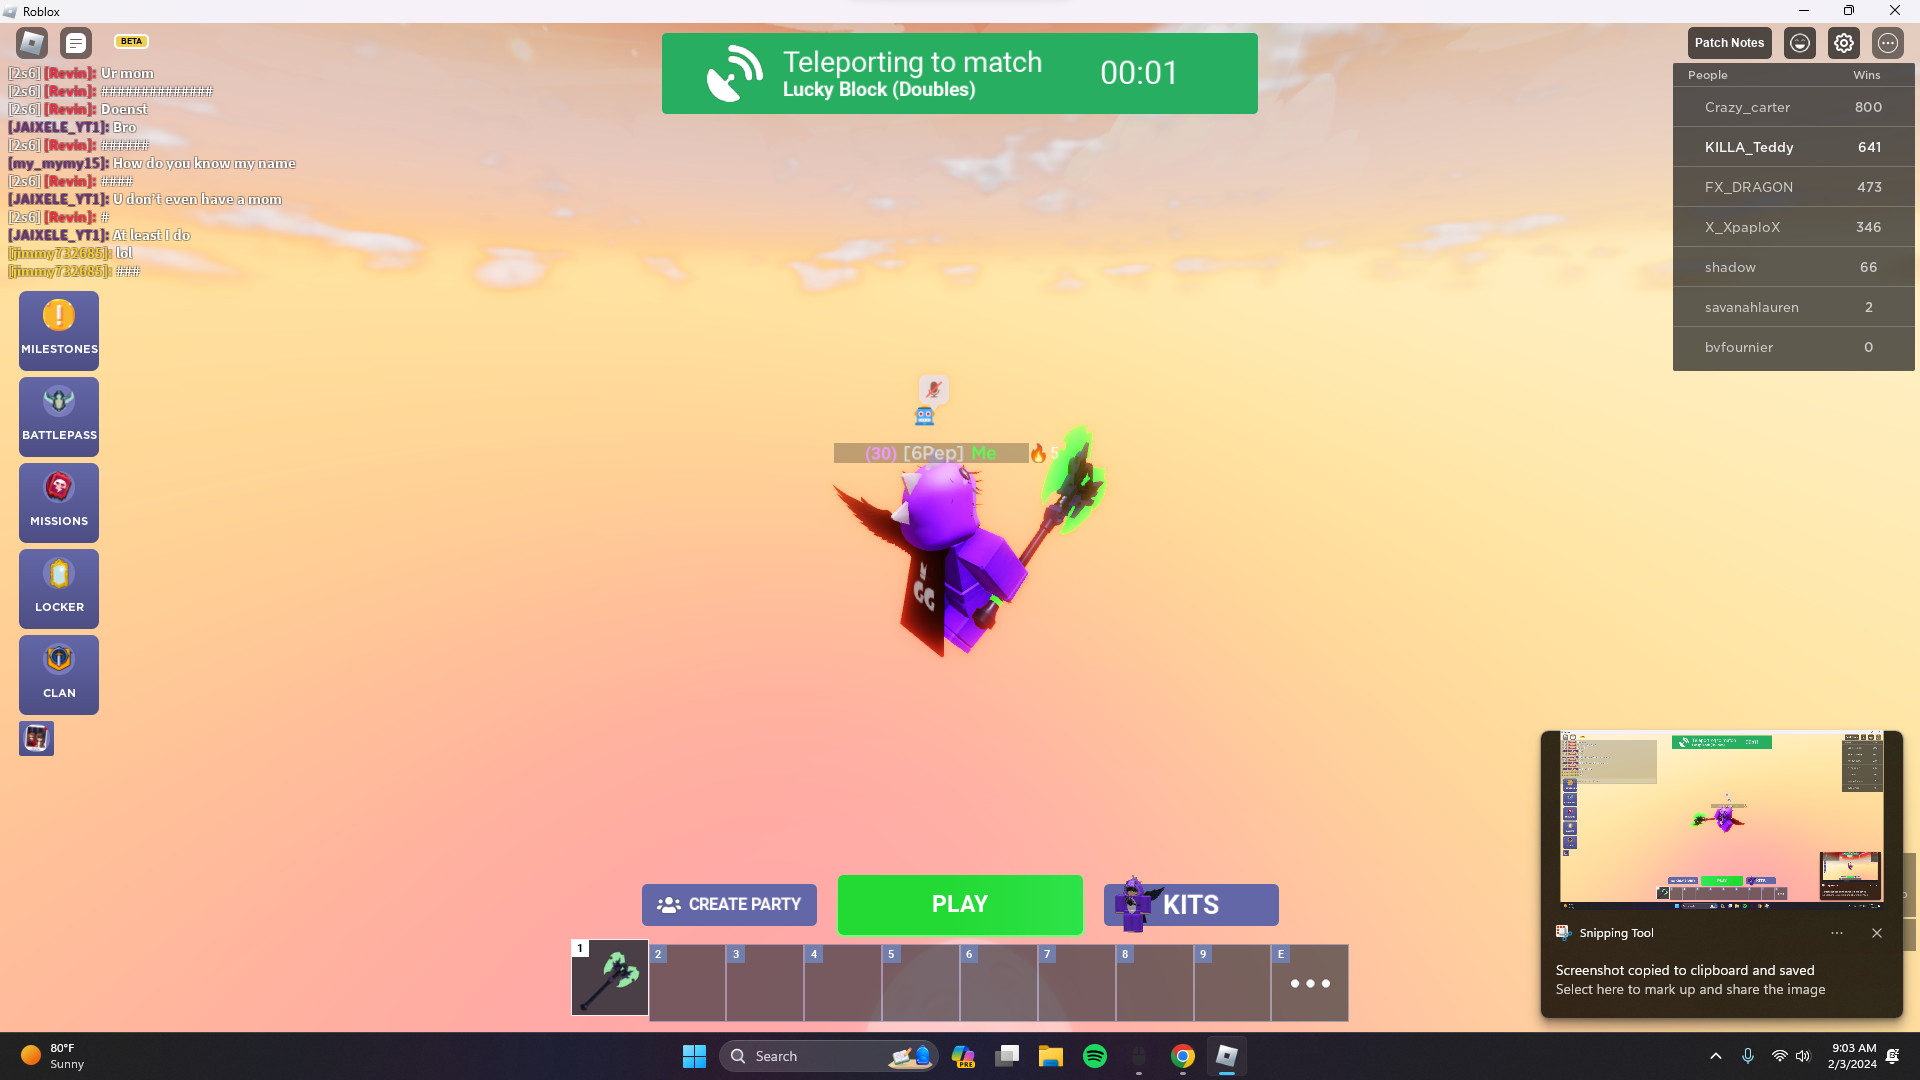 Roblox
BETA
[2s6] [Revin]: Ur mom
[2s6] [Revin]: ##############
[2s6] [Revin]: Doenst
[JAIXELE_YT1]: Bro
[2s6] [Revin]: ######
[my_mymy15]: How do you know my name
[2s6] [Revin]: ####
[JAIXELE_YT1]: U don't even have a mom
[2s6] [Revin]: #
[JAIXELE_YT1]: At least I do
[jimmy732685]: lol
[jimmy732685]: ###
Teleporting to match
Lucky Block (Doubles)
00:01
Patch Notes
People Wins
Crazy_carter 800
KILLA_Teddy 641
FX_DRAGON 473
X_XpaploX 346
shadow 66
savanahlauren 2
bvfournier 0
MILESTONES
BATTLEPASS
MISSIONS
LOCKER
CLAN
(30) [6Pep] Me 5
GG
CREATE PARTY
PLAY
KITS
1 2 3 4 5 6 7 8 9 E
Snipping Tool
Screenshot copied to clipboard and saved
Select here to mark up and share the image
80°F
Sunny
Search
PRE
9:03 AM
2/3/2024